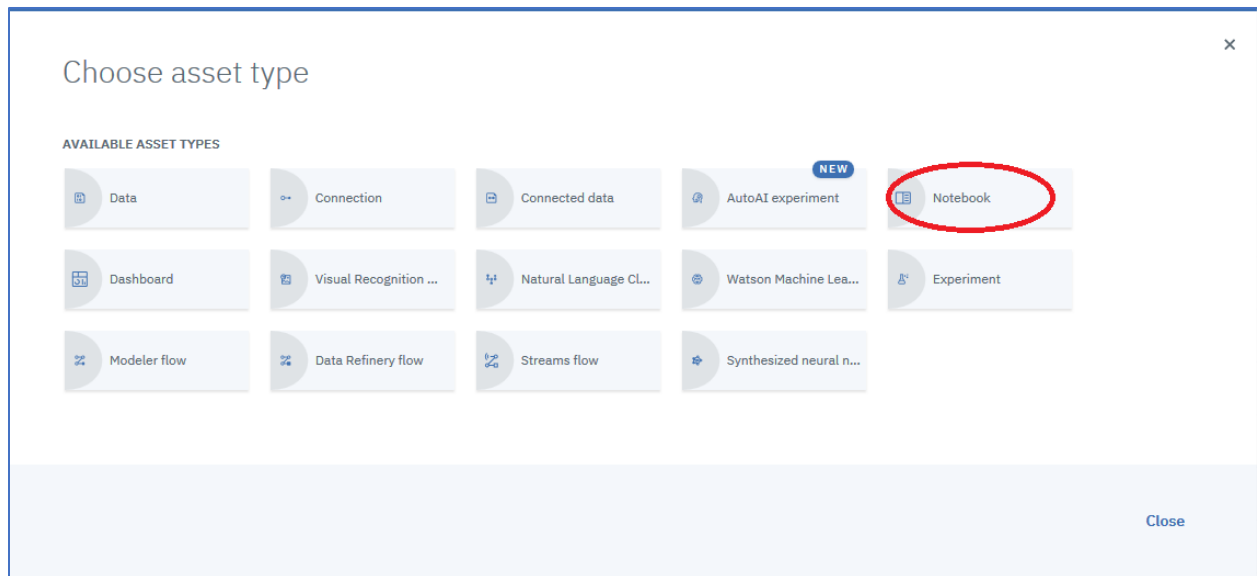 Choose asset type
AVAILABLE ASSET TYPES
NEW
Data
Connection
Connected data
AutoAI experiment
Notebook
Dashboard
Visual Recognition ...
Natural Language Cl...
Watson Machine Lea...
Experiment
Modeler flow
Data Refinery flow
Streams flow
Synthesized neural n...
Close